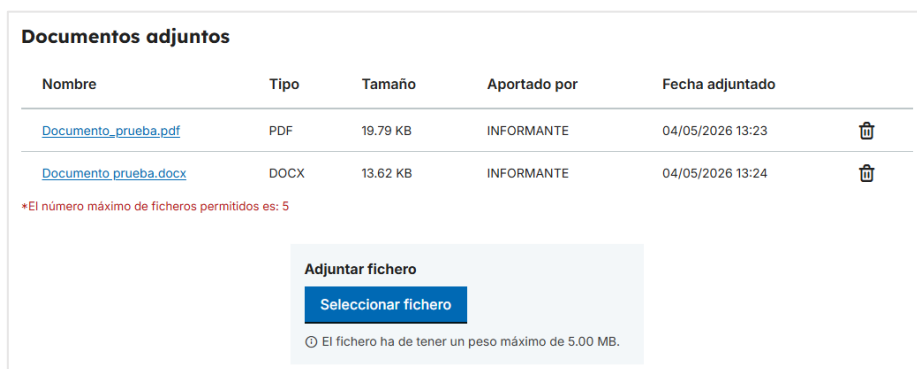 Documentos adjuntos
Nombre Tipo Tamaño Aportado por Fecha adjuntado
Documento_prueba.pdf PDF 19.79 KB INFORMANTE 04/05/2026 13:23
Documento prueba.docx DOCX 13.62 KB INFORMANTE 04/05/2026 13:24
*El número máximo de ficheros permitidos es: 5
Adjuntar fichero
Seleccionar fichero
El fichero ha de tener un peso máximo de 5.00 MB.